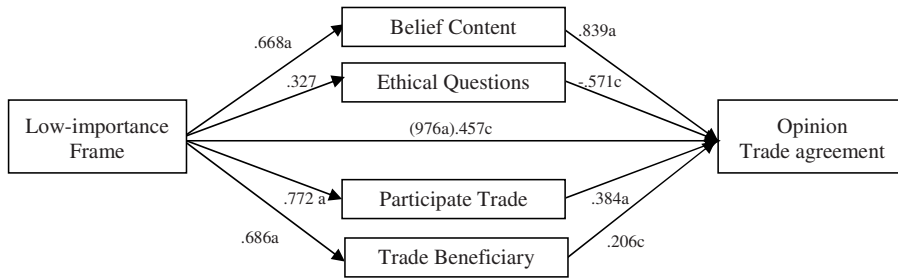 Belief Content
.668a
.839a
Ethical Questions
.327
-.571c
Low-importance
Frame
(976a).457c
Opinion
Trade agreement
Participate Trade
.772 a
.384a
Trade Beneficiary
.686a
.206c